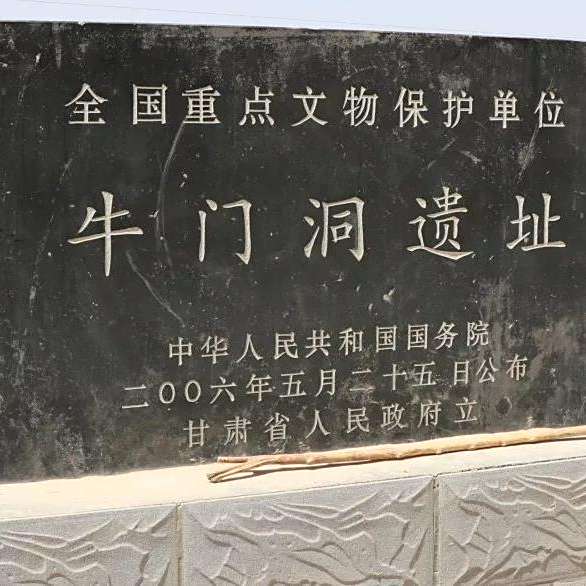 全国重点文物保护单位
牛门洞遗址
中华人民共和国国务院
二〇〇六年五月二十五日公布
甘肃省人民政府立